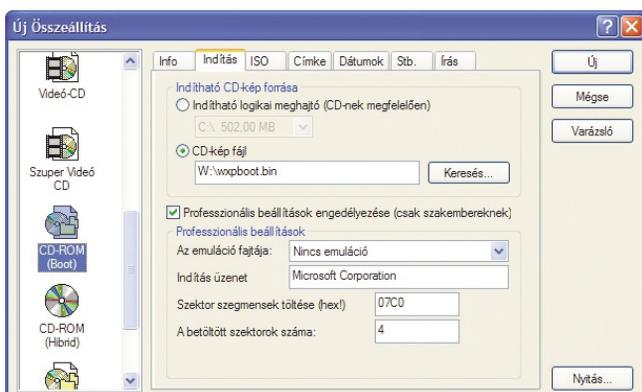 Új Összeállítás
Videó-CD
Szuper Videó
CD
CD-ROM
(Boot)
CD-ROM
(Hibrid)
Info Indítás ISO Címke Dátumok Stb. Írás
Indítható CD-kép forrása
Indítható logikai meghajtó (CD-nek megfelelően)
C:\ 502,00 MB
CD-kép fájl
W:\wxpboot.bin Keresés...
Professzionális beállítások engedélyezése (csak szakembereknek)
Professzionális beállítások
Az emuláció fajtája: Nincs emuláció
Indítás üzenet Microsoft Corporation
Szektor szegmensek töltése (hex!) 07C0
A betöltött szektorok száma: 4
Új
Mégse
Varázsló
Nyitás...